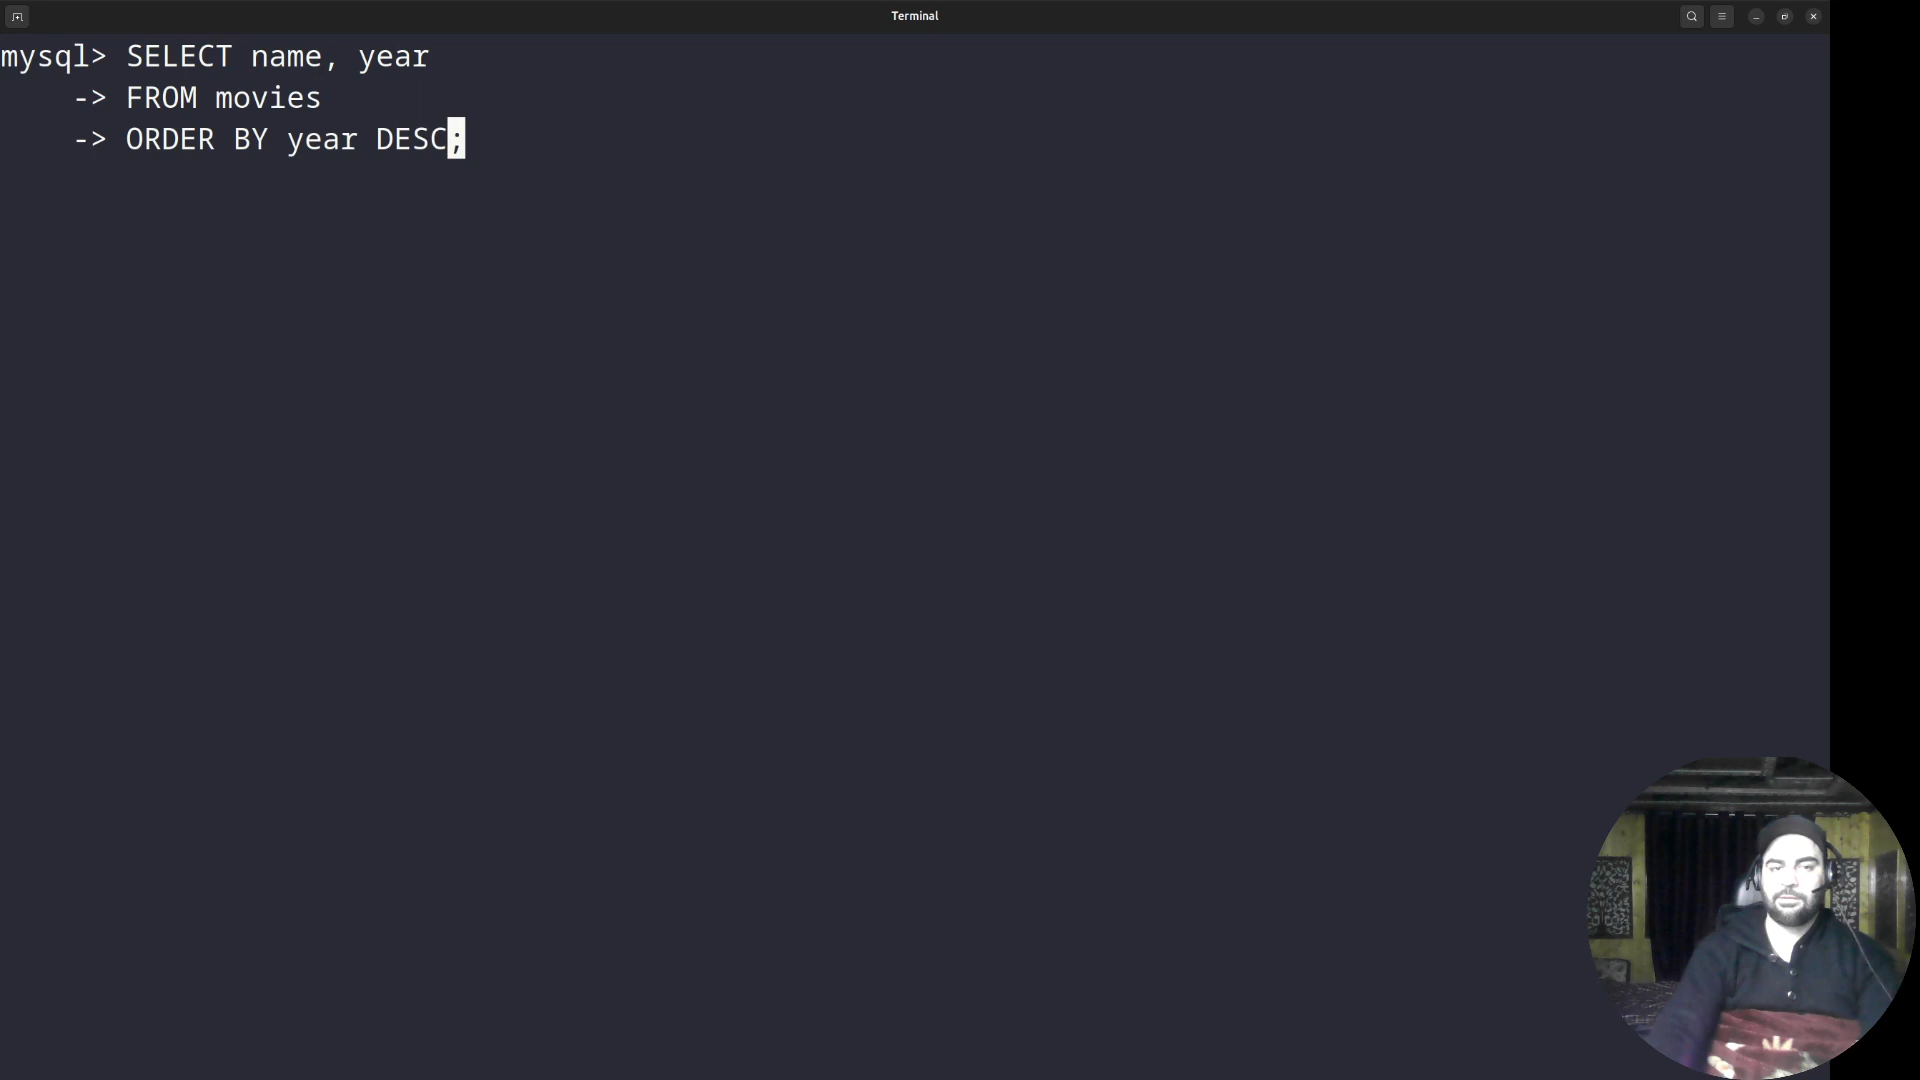 Terminal
mysql> SELECT name, year
-> FROM movies
-> ORDER BY year DESC;